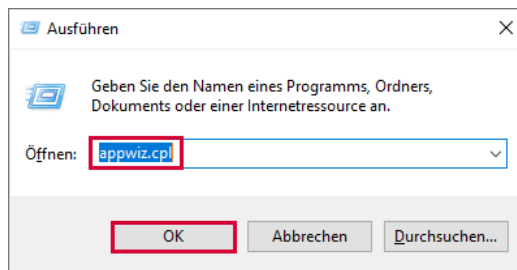 Ausführen
Geben Sie den Namen eines Programms, Ordners,
Dokuments oder einer Internetressource an.
Öffnen: appwiz.cpl
OK Abbrechen Durchsuchen...